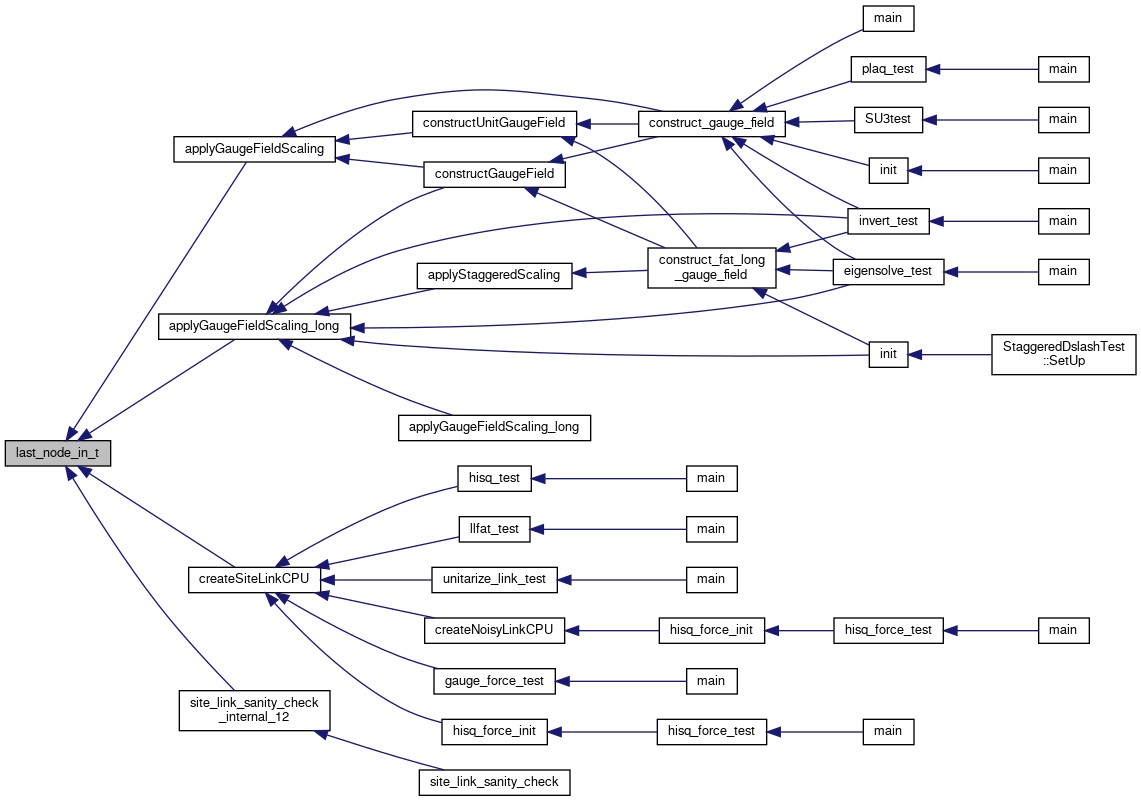 main
plaq_test
main
construct_gauge_field
constructUnitGaugeField
SU3test
main
applyGaugeFieldScaling
constructGaugeField
init
main
invert_test
main
construct_fat_long
_gauge_field
applyStaggeredScaling
eigensolve_test
main
applyGaugeFieldScaling_long
init
StaggeredDslashTest
::SetUp
applyGaugeFieldScaling_long
last_node_in_t
hisq_test
main
llfat_test
main
createSiteLinkCPU
unitarize_link_test
main
createNoisyLinkCPU
hisq_force_init
hisq_force_test
main
gauge_force_test
main
site_link_sanity_check
_internal_12
hisq_force_init
hisq_force_test
main
site_link_sanity_check